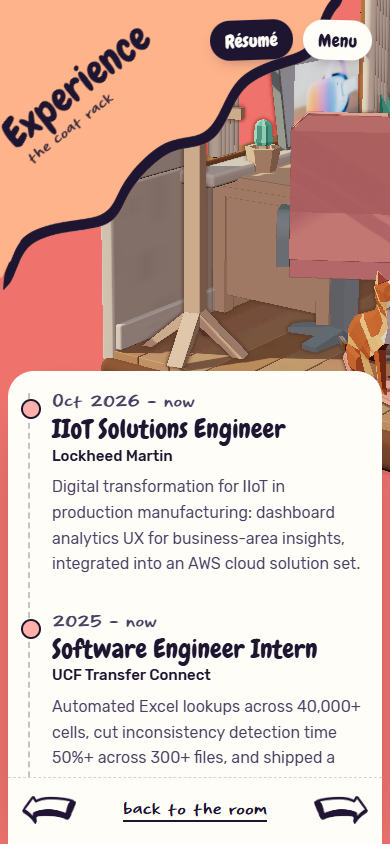 Experience
the coat rack
Résumé
Menu
Oct 2026 – now
IIoT Solutions Engineer
Lockheed Martin
Digital transformation for IIoT in
production manufacturing: dashboard
analytics UX for business-area insights,
integrated into an AWS cloud solution set.
2025 – now
Software Engineer Intern
UCF Transfer Connect
Automated Excel lookups across 40,000+
cells, cut inconsistency detection time
50%+ across 300+ files, and shipped a
back to the room